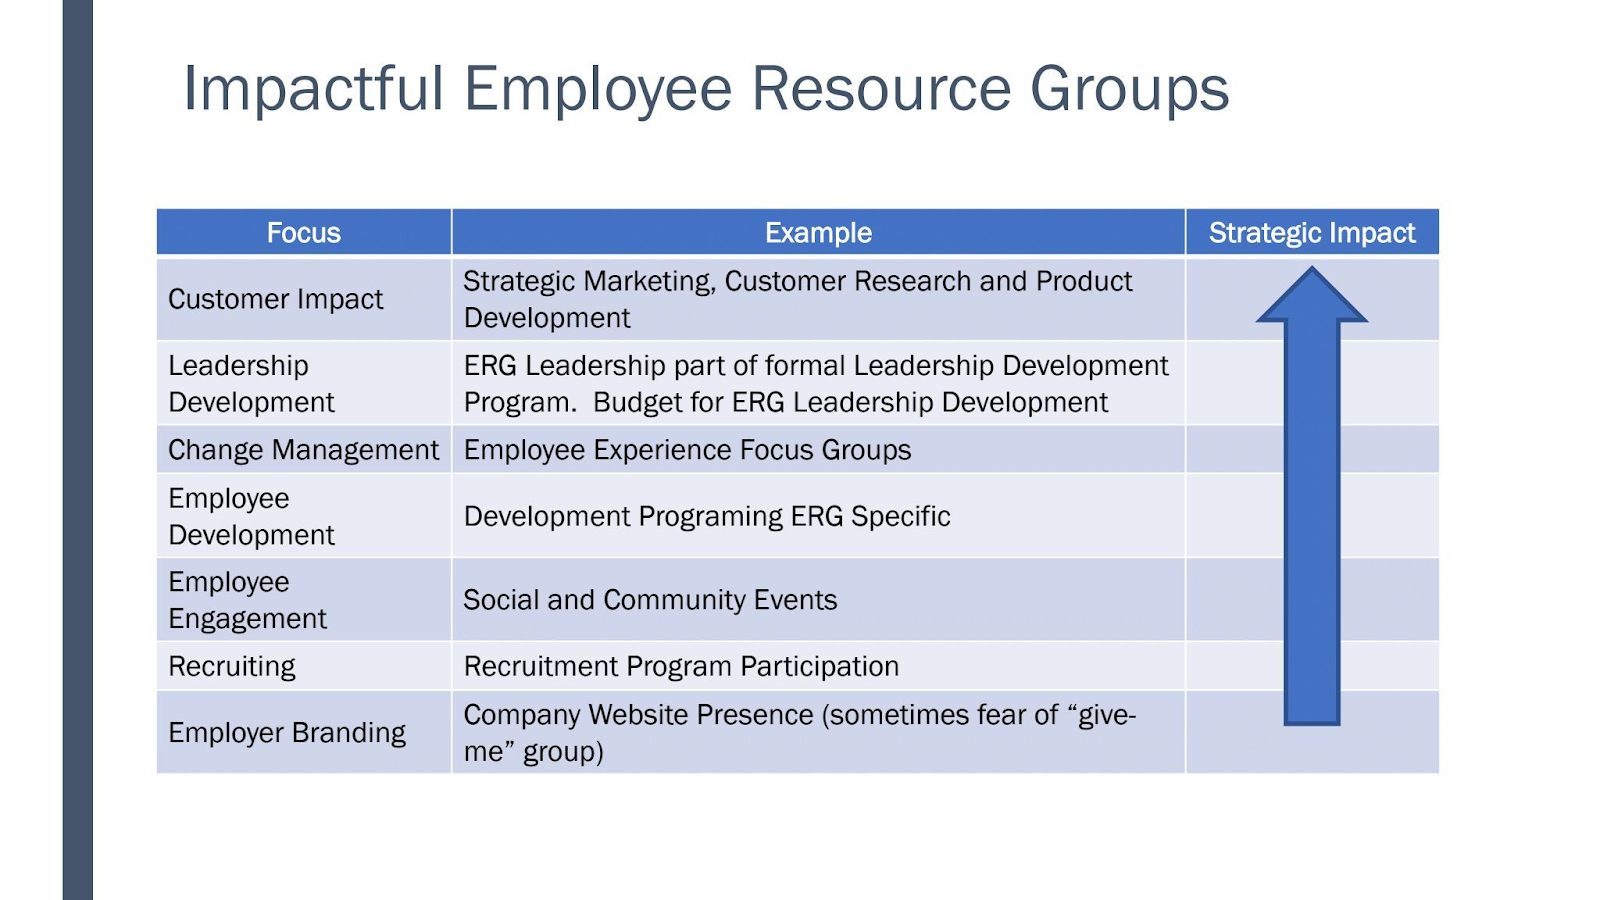 Impactful Employee Resource Groups
Focus
Example
Strategic Impact
Customer Impact
Strategic Marketing, Customer Research and Product
Development
Leadership
Development
ERG Leadership part of formal Leadership Development
Program.  Budget for ERG Leadership Development
Change Management
Employee Experience Focus Groups
Employee
Development
Development Programing ERG Specific
Employee
Engagement
Social and Community Events
Recruiting
Recruitment Program Participation
Employer Branding
Company Website Presence (sometimes fear of “give-
me” group)